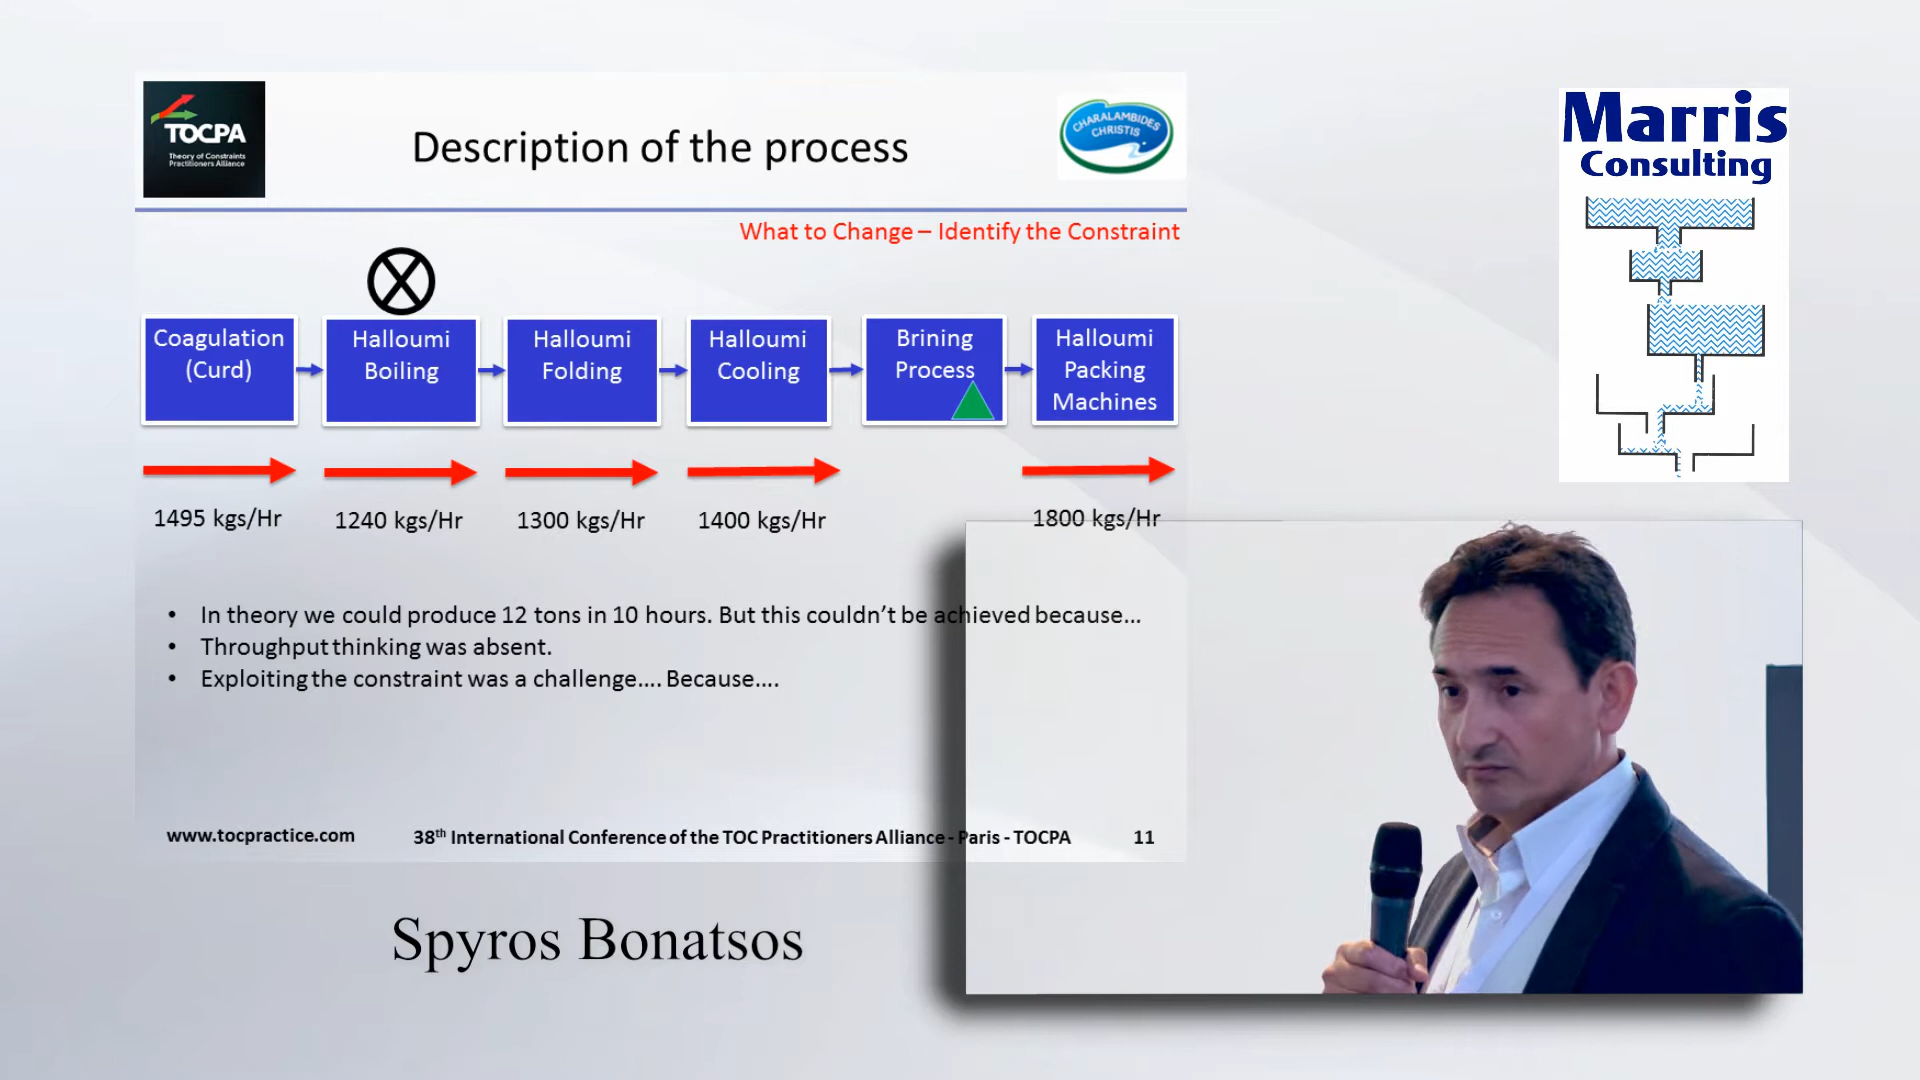 TOCPA
Theory of Constraints
Practitioners Alliance
Description of the process
CHARALAMBIDES
CHRISTIS
Marris
Consulting
What to Change – Identify the Constraint
X
Coagulation
(Curd)
Halloumi
Boiling
Halloumi
Folding
Halloumi
Cooling
Brining
Process
Halloumi
Packing
Machines
1495 kgs/Hr
1240 kgs/Hr
1300 kgs/Hr
1400 kgs/Hr
1800 kgs/Hr
• In theory we could produce 12 tons in 10 hours. But this couldn’t be achieved because…
• Throughput thinking was absent.
• Exploiting the constraint was a challenge…. Because….
www.tocpractice.com
38th International Conference of the TOC Practitioners Alliance - Paris - TOCPA
11
Spyros Bonatsos